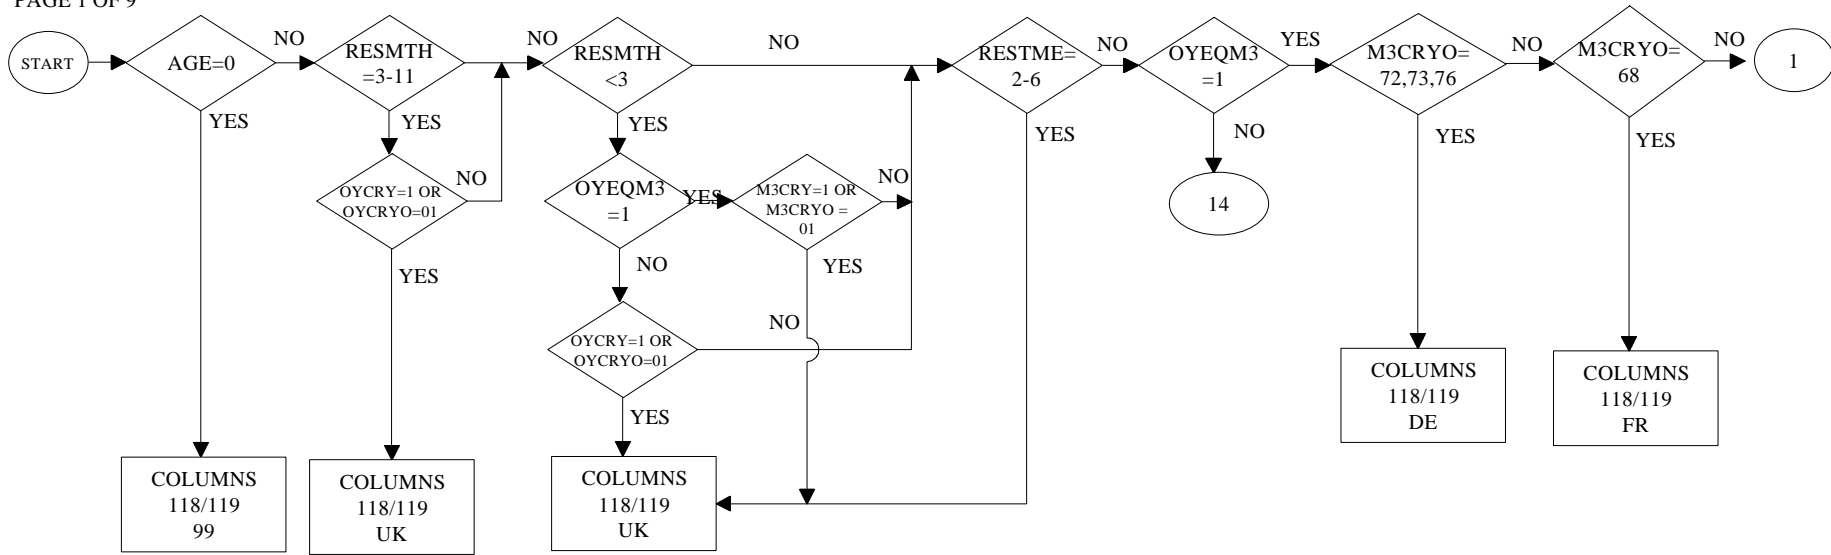 PAGE 1 OF 9
START
AGE=0
NO
YES
RESMTH
=3-11
NO
YES
OYCRY=1 OR
OYCRYO=01
NO
YES
RESMTH
<3
NO
YES
OYEQM3
=1
YES
NO
M3CRY=1 OR
M3CRYO =
01
NO
YES
OYCRY=1 OR
OYCRYO=01
NO
YES
RESTME=
2-6
NO
YES
OYEQM3
=1
YES
NO
14
M3CRYO=
72,73,76
NO
YES
M3CRYO=
68
NO
YES
1
COLUMNS
118/119
99
COLUMNS
118/119
UK
COLUMNS
118/119
UK
COLUMNS
118/119
DE
COLUMNS
118/119
FR